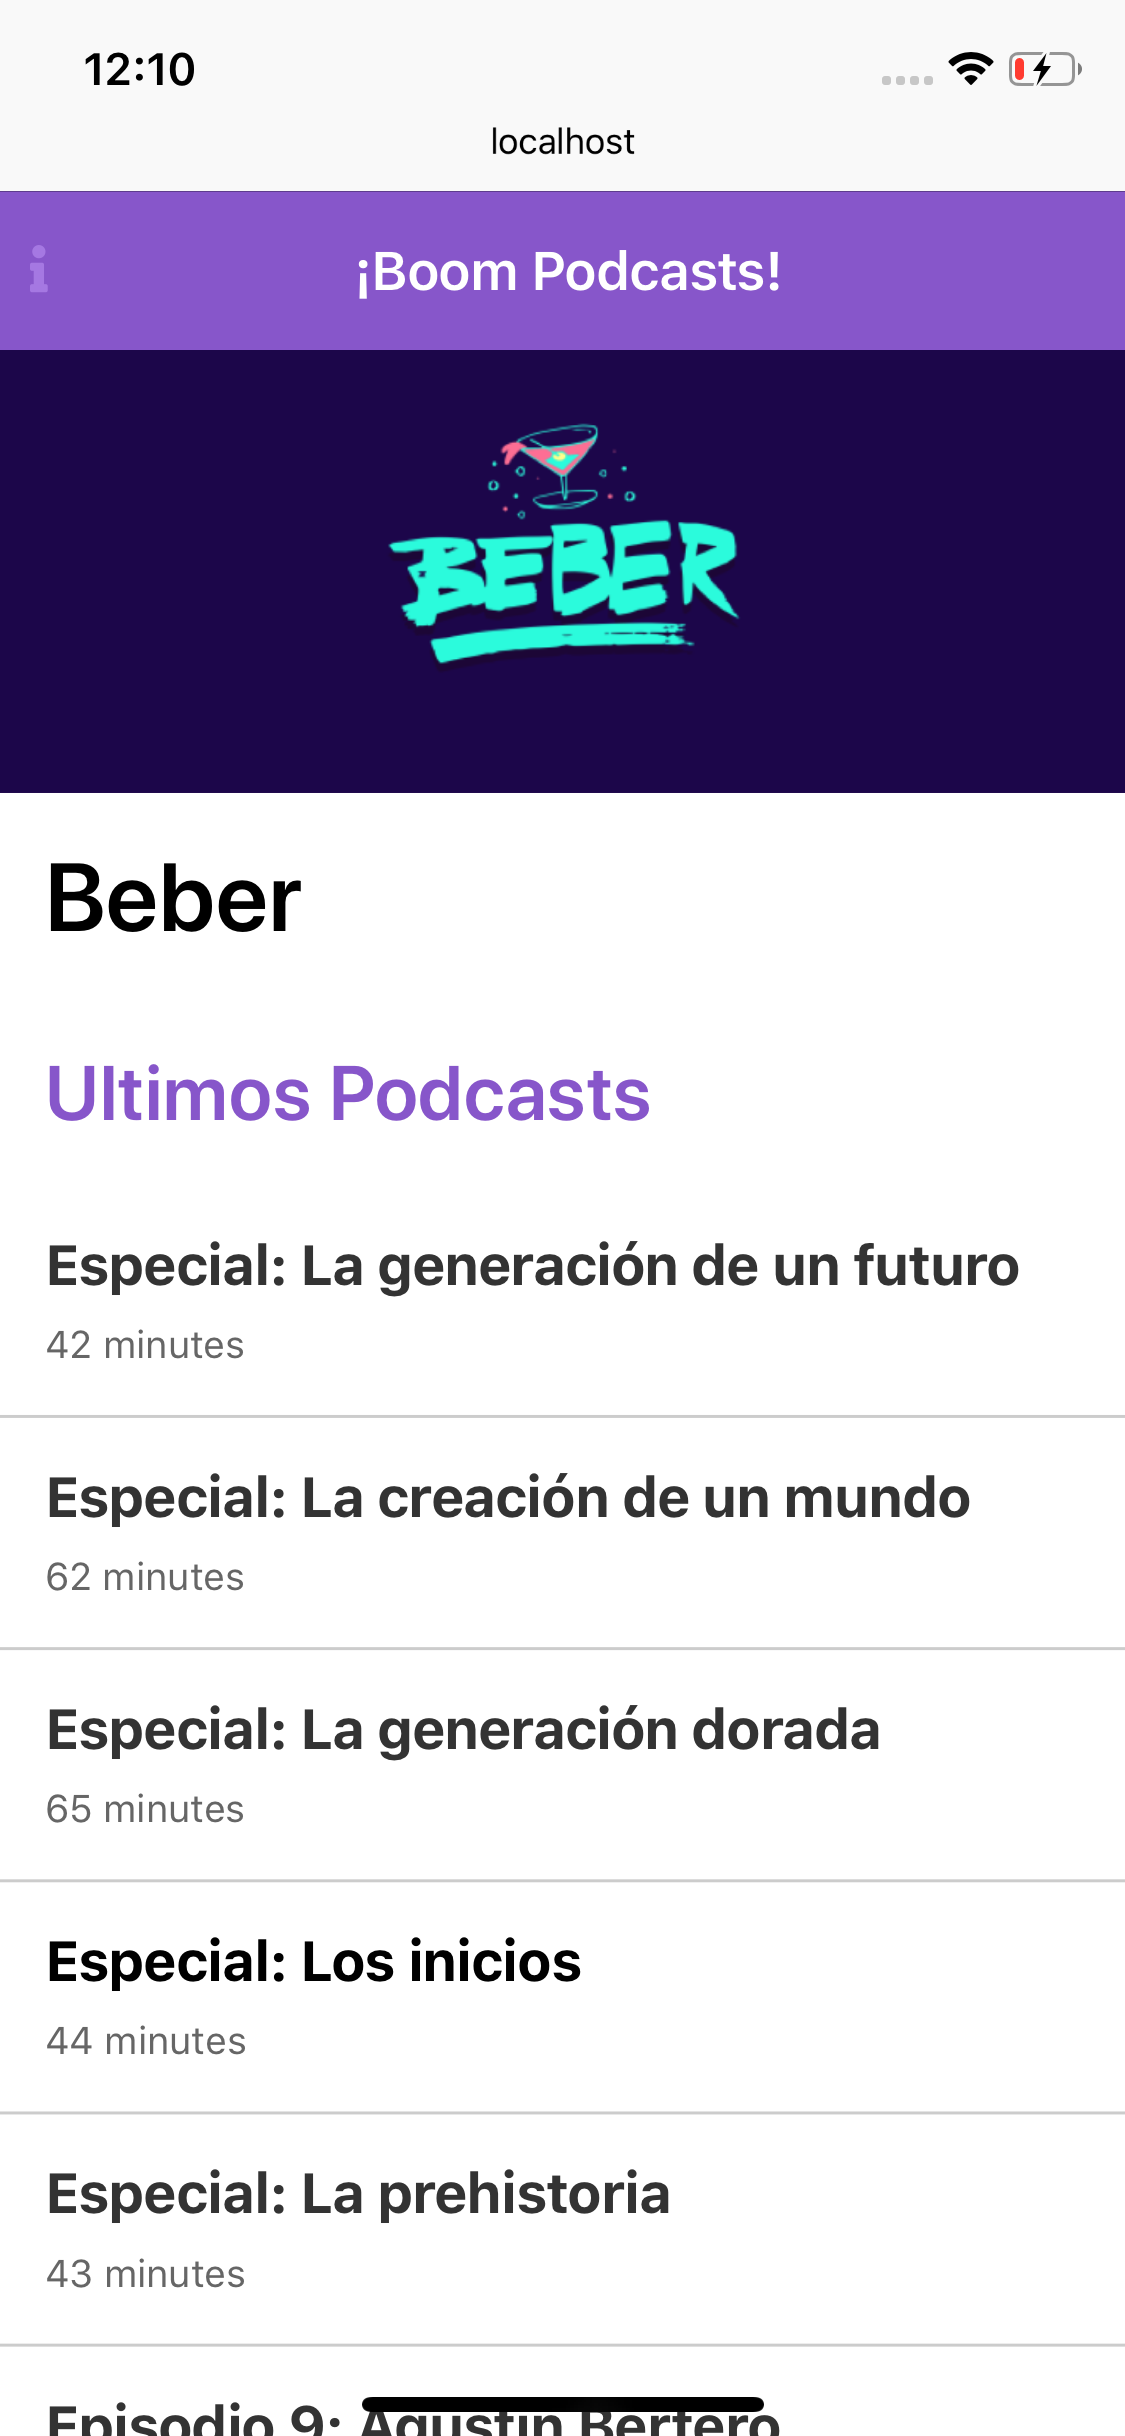 12:10
localhost
¡Boom Podcasts!
BEBER
Beber
Ultimos Podcasts
Especial: La generación de un futuro
42 minutes
Especial: La creación de un mundo
62 minutes
Especial: La generación dorada
65 minutes
Especial: Los inicios
44 minutes
Especial: La prehistoria
43 minutes
Episodio 9: Agustin Bertero